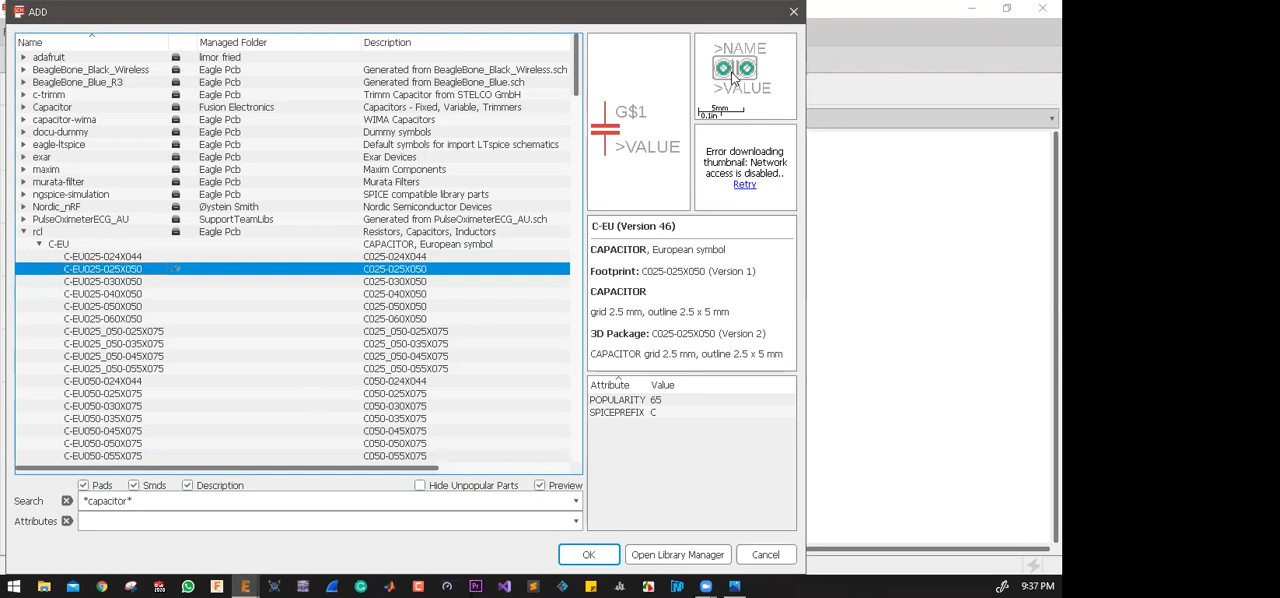 ADD
Name Managed Folder Description
adafruit limor fried
BeagleBone_Black_Wireless Eagle Pcb Generated from BeagleBone_Black_Wireless.sch
BeagleBone_Blue_R3 Eagle Pcb Generated from BeagleBone_Blue.sch
c-trimm Eagle Pcb Trimm Capacitor from STELCO GmbH
Capacitor Fusion Electronics Capacitors - Fixed, Variable, Trimmers
capacitor-wima Eagle Pcb WIMA Capacitors
docu-dummy Eagle Pcb Dummy symbols
eagle-ltspice Eagle Pcb Default symbols for import LTspice schematics
exar Eagle Pcb Exar Devices
maxim Eagle Pcb Maxim Components
murata-filter Eagle Pcb Murata Filters
ngspice-simulation Eagle Pcb SPICE compatible library parts
Nordic_nRF Øystein Smith Nordic Semiconductor Devices
PulseOximeterECG_AU SupportTeamLibs Generated from PulseOximeterECG_AU.sch
rcl Eagle Pcb Resistors, Capacitors, Inductors
C-EU CAPACITOR, European symbol
C-EU025-024X044 C025-024X044
C-EU025-025X050 C025-025X050
C-EU025-030X050 C025-030X050
C-EU025-040X050 C025-040X050
C-EU025-050X050 C025-050X050
C-EU025-060X050 C025-060X050
C-EU025_050-025X075 C025_050-025X075
C-EU025_050-035X075 C025_050-035X075
C-EU025_050-045X075 C025_050-045X075
C-EU025_050-055X075 C025_050-055X075
C-EU050-024X044 C050-024X044
C-EU050-025X075 C050-025X075
C-EU050-030X075 C050-030X075
C-EU050-035X075 C050-035X075
C-EU050-045X075 C050-045X075
C-EU050-050X075 C050-050X075
C-EU050-055X075 C050-055X075
Pads Smds Description Hide Unpopular Parts Preview
Search *capacitor*
Attributes
G$1
>VALUE
>NAME
>VALUE
5mm
0.1in
Error downloading
thumbnail: Network
access is disabled..
Retry
C-EU (Version 46)
CAPACITOR, European symbol
Footprint: C025-025X050 (Version 1)
CAPACITOR
grid 2.5 mm, outline 2.5 x 5 mm
3D Package: C025-025X050 (Version 2)
CAPACITOR grid 2.5 mm, outline 2.5 x 5 mm
Attribute Value
POPULARITY 65
SPICEPREFIX C
OK Open Library Manager Cancel
9:37 PM